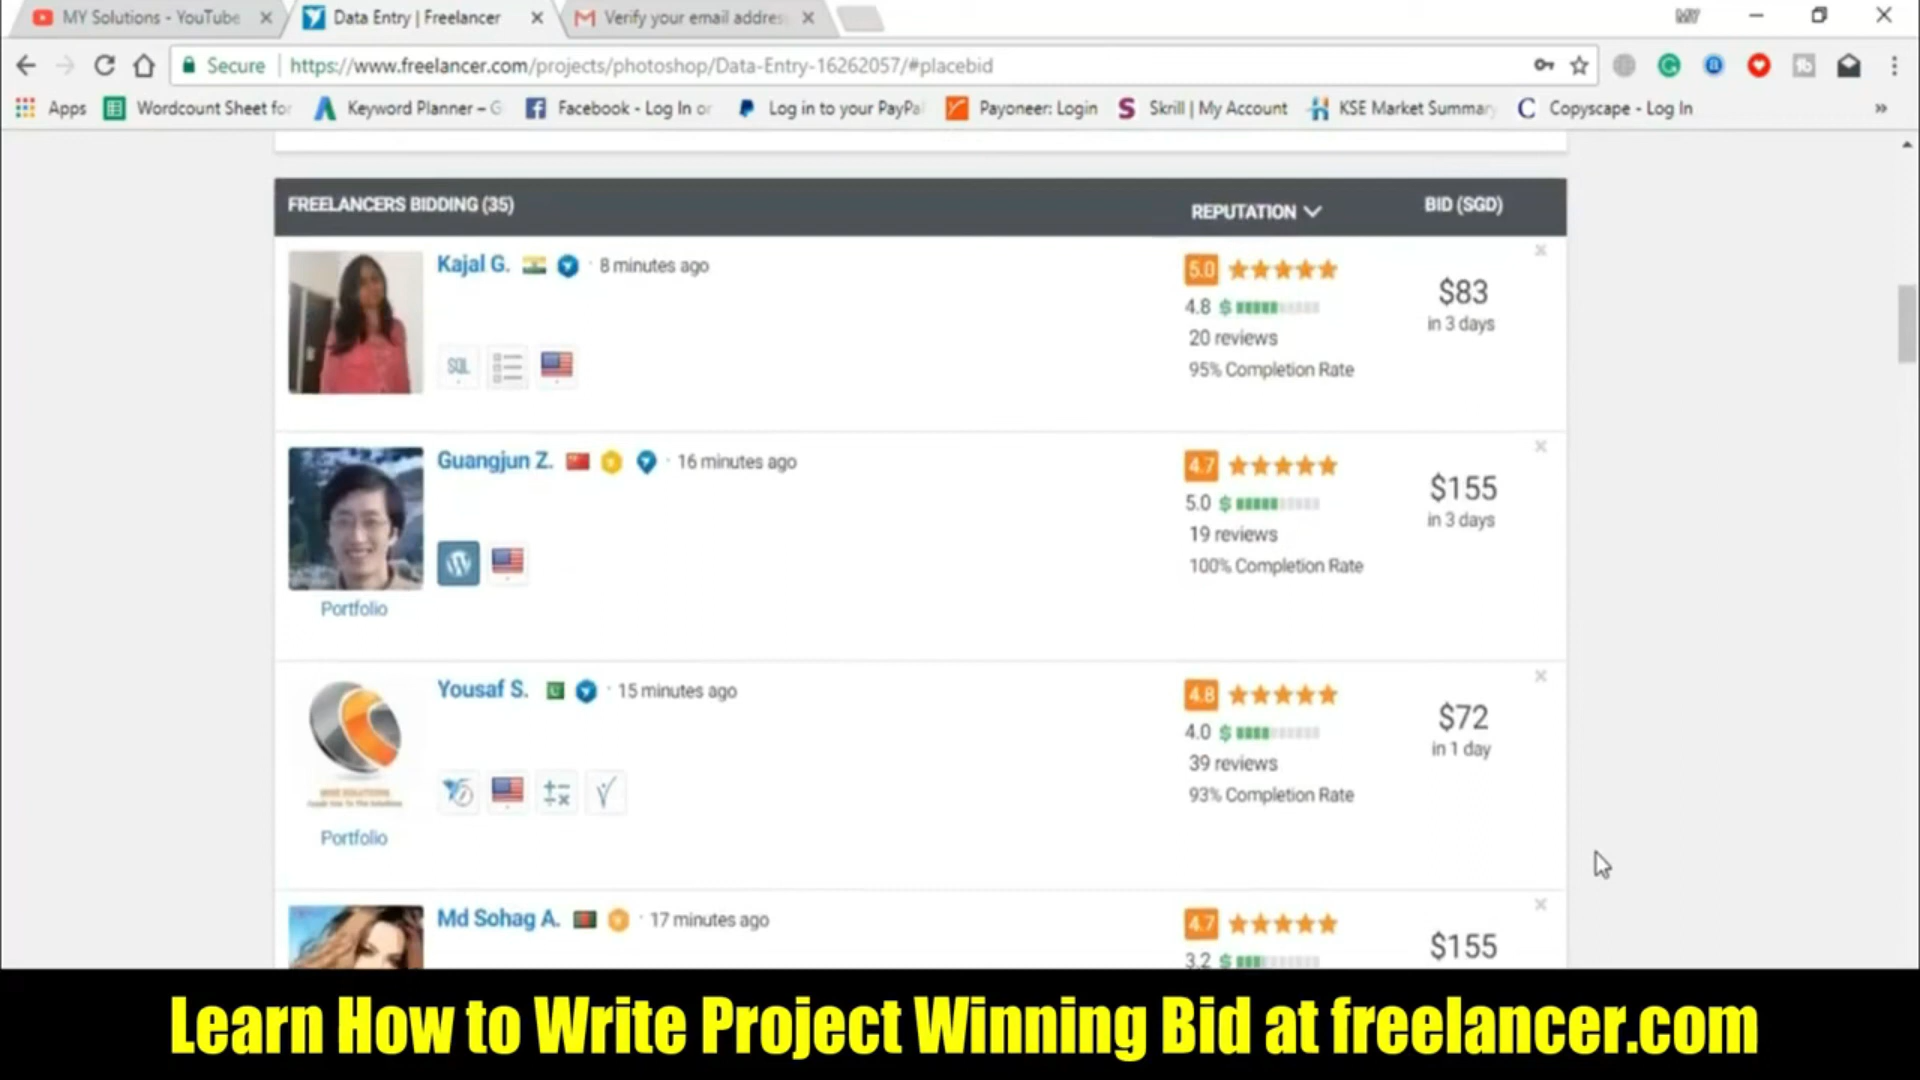 MY Solutions - YouTube
Data Entry | Freelancer
Verify your email addres
MY
Secure
https://www.freelancer.com/projects/photoshop/Data-Entry-16262057/#placebid
Apps
Wordcount Sheet for
Keyword Planner – G
Facebook - Log In or
Log in to your PayPa
Payoneer: Login
Skrill | My Account
KSE Market Summary
Copyscape - Log In
»
FREELANCERS BIDDING (35)
REPUTATION
BID (SGD)
Kajal G.
8 minutes ago
5.0
4.8 $
20 reviews
95% Completion Rate
$83
in 3 days
SQL
Guangjun Z.
16 minutes ago
4.7
5.0 $
19 reviews
100% Completion Rate
$155
in 3 days
Portfolio
Yousaf S.
15 minutes ago
4.8
4.0 $
39 reviews
93% Completion Rate
$72
in 1 day
Portfolio
Md Sohag A.
17 minutes ago
4.7
3.2 $
$155
Learn How to Write Project Winning Bid at freelancer.com